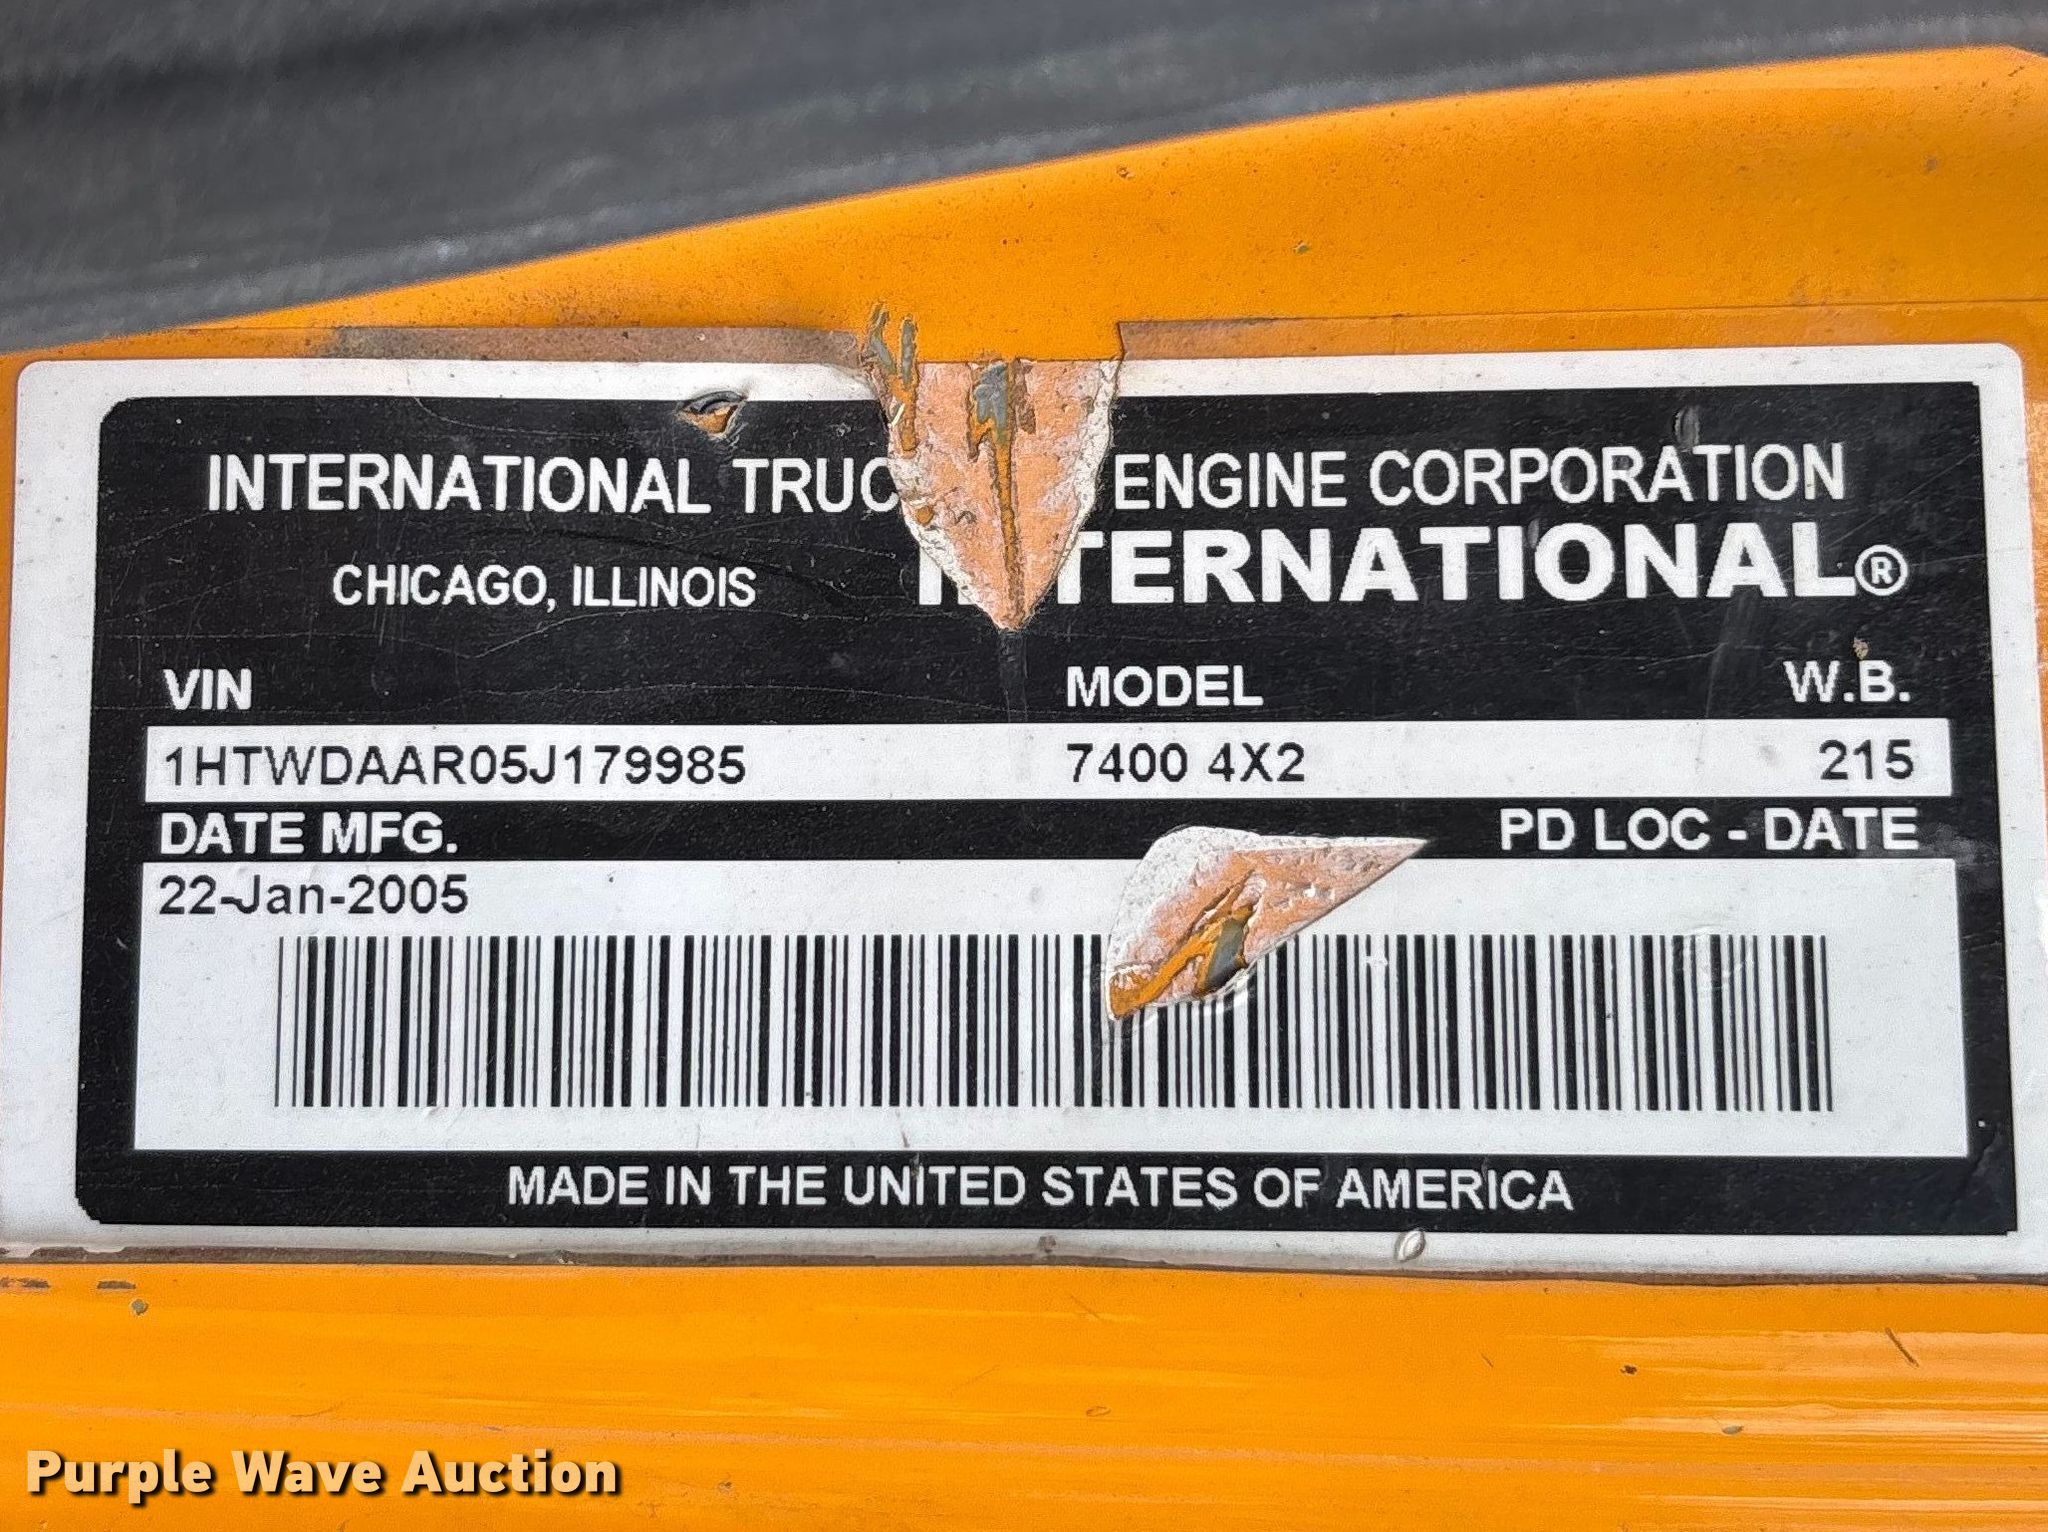 INTERNATIONAL TRUC ENGINE CORPORATION
CHICAGO, ILLINOIS
INTERNATIONAL®
VIN MODEL W.B.
1HTWDAAR05J179985 7400 4X2 215
DATE MFG. PD LOC - DATE
22-Jan-2005
MADE IN THE UNITED STATES OF AMERICA
Purple Wave Auction